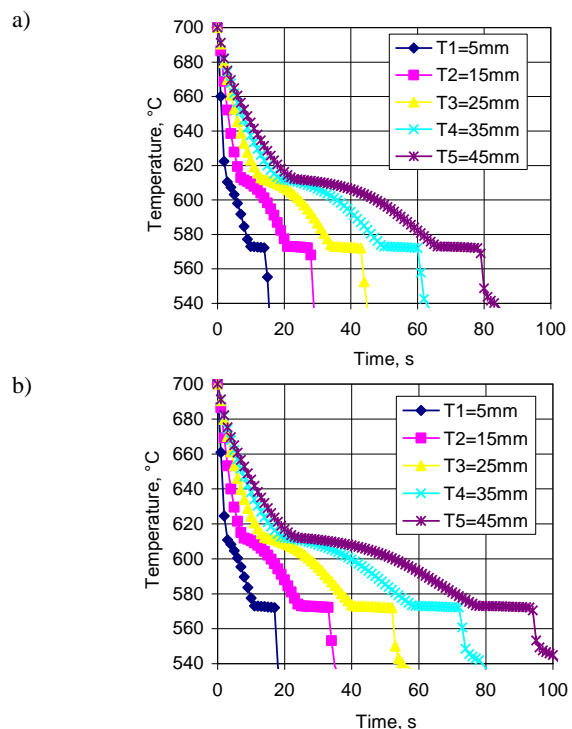 a)
700
680
660
640
620
600
580
560
540
Temperature, °C
0 20 40 60 80 100
Time, s
T1=5mm
T2=15mm
T3=25mm
T4=35mm
T5=45mm
b)
700
680
660
640
620
600
580
560
540
Temperature, °C
0 20 40 60 80 100
Time, s
T1=5mm
T2=15mm
T3=25mm
T4=35mm
T5=45mm